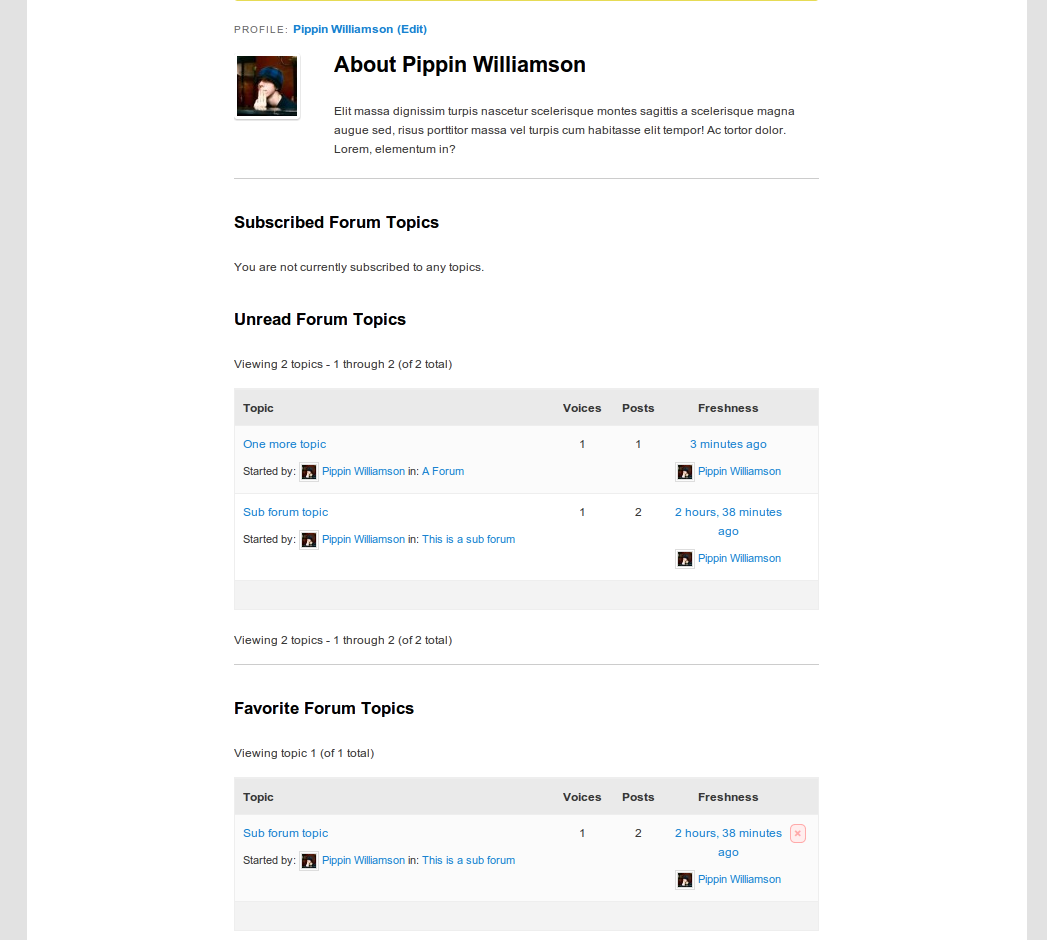 PROFILE: Pippin Williamson (Edit)
About Pippin Williamson
Elit massa dignissim turpis nascetur scelerisque montes sagittis a scelerisque magna
augue sed, risus porttitor massa vel turpis cum habitasse elit tempor! Ac tortor dolor.
Lorem, elementum in?
Subscribed Forum Topics
You are not currently subscribed to any topics.
Unread Forum Topics
Viewing 2 topics - 1 through 2 (of 2 total)
Topic Voices Posts Freshness
One more topic 1 1 3 minutes ago
Started by: Pippin Williamson in: A Forum Pippin Williamson
Sub forum topic 1 2 2 hours, 38 minutes
ago
Started by: Pippin Williamson in: This is a sub forum
Pippin Williamson
Viewing 2 topics - 1 through 2 (of 2 total)
Favorite Forum Topics
Viewing topic 1 (of 1 total)
Topic Voices Posts Freshness
Sub forum topic 1 2 2 hours, 38 minutes ×
ago
Started by: Pippin Williamson in: This is a sub forum
Pippin Williamson